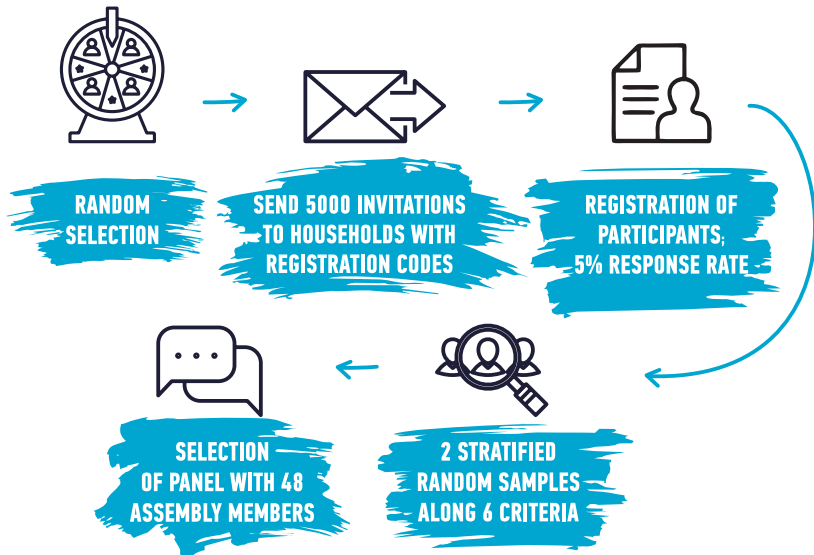 RANDOM
SELECTION
SEND 5000 INVITATIONS
TO HOUSEHOLDS WITH
REGISTRATION CODES
REGISTRATION OF
PARTICIPANTS;
5% RESPONSE RATE
2 STRATIFIED
RANDOM SAMPLES
ALONG 6 CRITERIA
SELECTION
OF PANEL WITH 48
ASSEMBLY MEMBERS